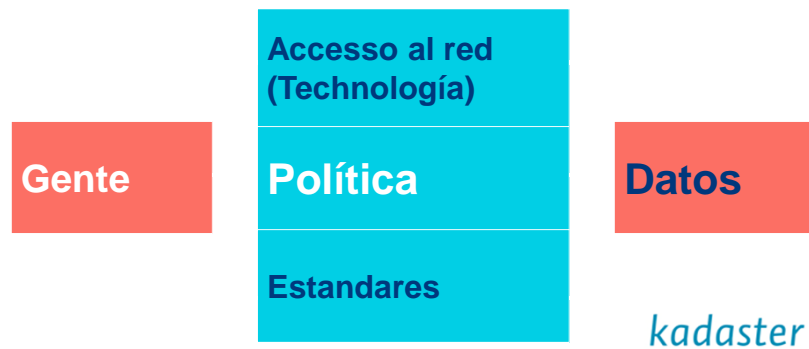 Accesso al red
(Technología)
Gente
Política
Datos
Estandares
kadaster